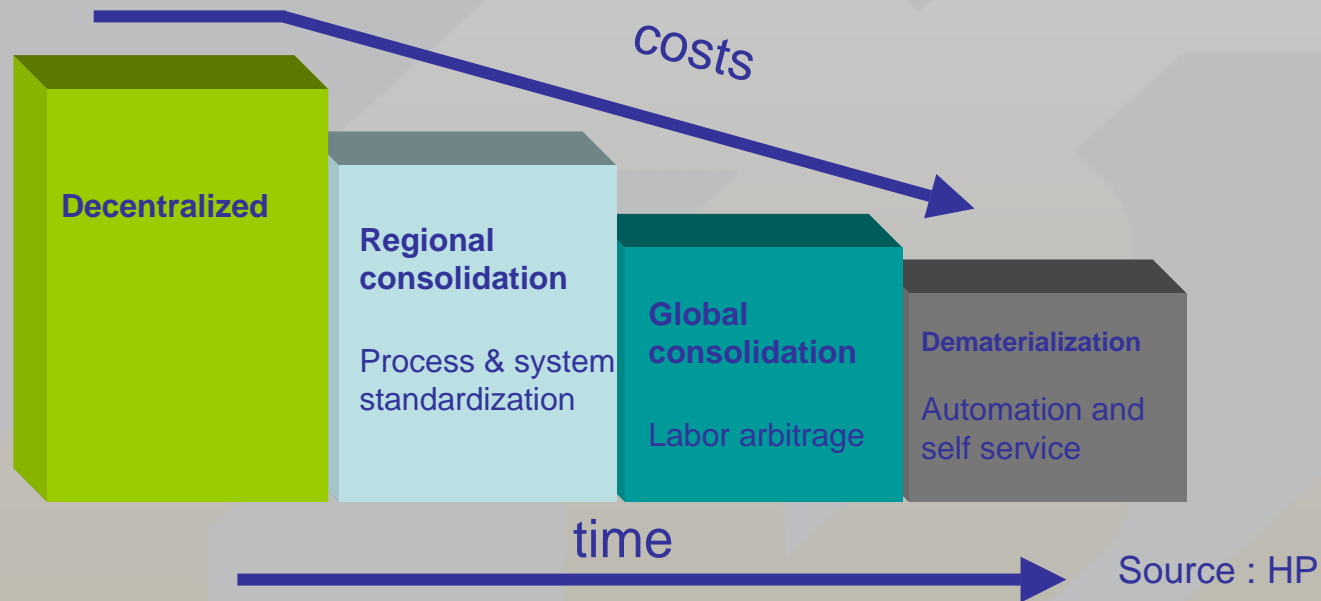 costs
Decentralized
Regional
consolidation
Process & system
standardization
Global
consolidation
Labor arbitrage
Dematerialization
Automation and
self service
time
Source : HP